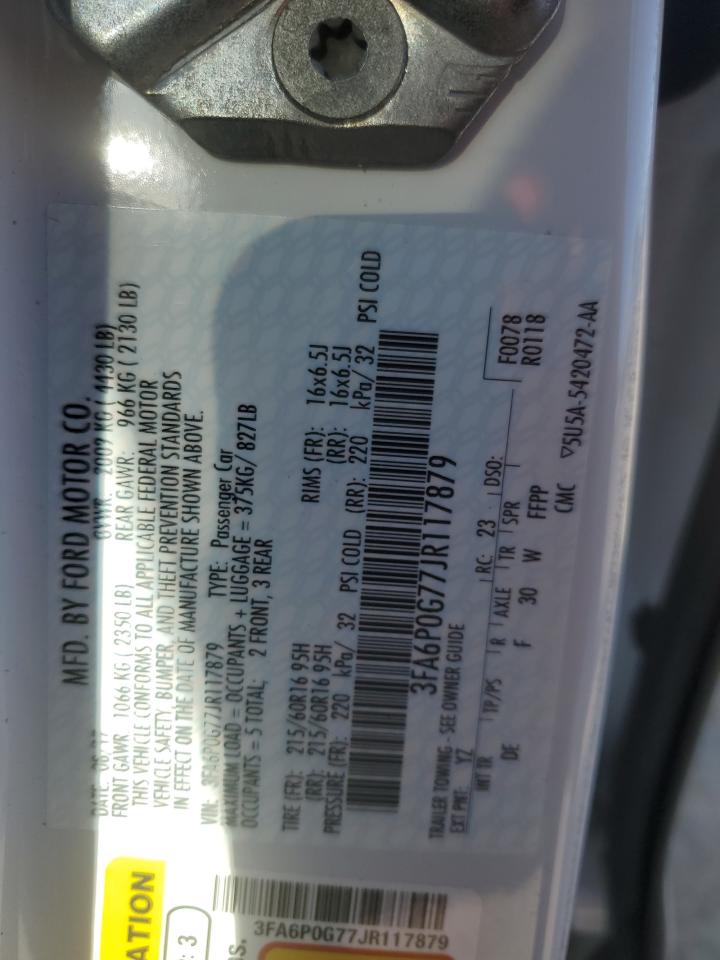 MFD. BY FORD MOTOR CO.
GVWR: 2009 KG ( 4430 LB)
FRONT GAWR: 1066 KG ( 2350 LB) REAR GAWR: 966 KG ( 2130 LB)
THIS VEHICLE CONFORMS TO ALL APPLICABLE FEDERAL MOTOR
VEHICLE SAFETY, BUMPER, AND THEFT PREVENTION STANDARDS
IN EFFECT ON THE DATE OF MANUFACTURE SHOWN ABOVE.
VIN: 3FA6P0G77JR117879 TYPE: Passenger Car
MAXIMUM LOAD = OCCUPANTS + LUGGAGE = 375KG/ 827LB
OCCUPANTS = 5 TOTAL: 2 FRONT, 3 REAR
TIRE (FR): 215/60R16 95H RIMS (FR): 16x6.5J
(RR): 215/60R16 95H (RR): 16x6.5J
PRESSURE (FR): 220 kPa/ 32 PSI COLD (RR): 220 kPa/ 32 PSI COLD
3FA6P0G77JR117879
TRAILER TOWING - SEE OWNER GUIDE
F0078
EXT PNT: YZ RC: 23 DSO:
R0118
INT TR TP/PS R AXLE TR SPR
DE F 30 W FFPP
CMC ▽5U5A-5420472-AA
ATION
: 3
3FA6P0G77JR117879